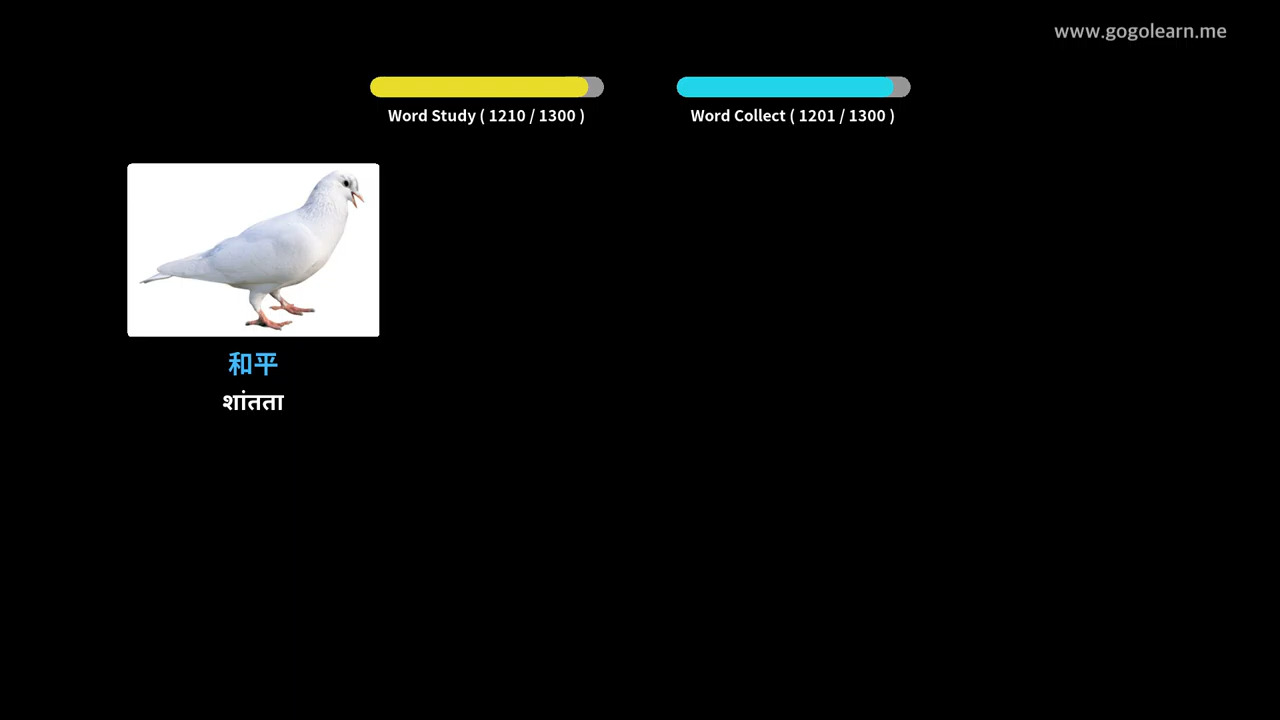 www.gogolearn.me
Word Study ( 1210 / 1300 )
Word Collect ( 1201 / 1300 )
和平
शांतता